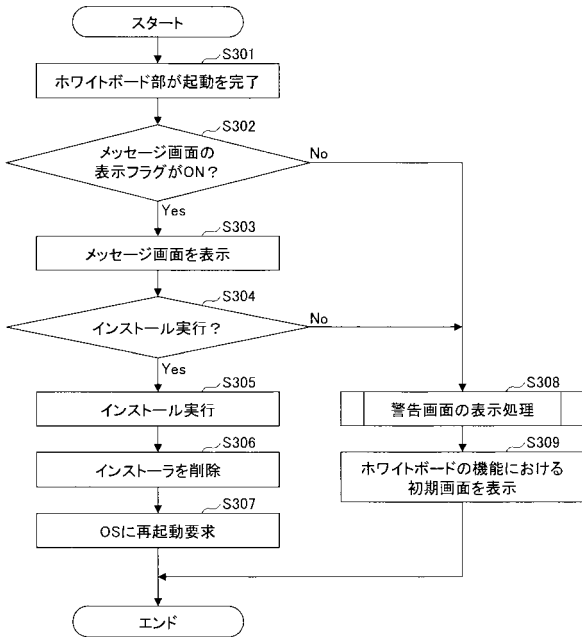 スタート
S301
ホワイトボード部が起動を完了
S302
メッセージ画面の
表示フラグがON？
No
Yes
S303
メッセージ画面を表示
S304
インストール実行？
No
Yes
S305
インストール実行
S308
警告画面の表示処理
S306
インストーラを削除
S309
ホワイトボードの機能における
初期画面を表示
S307
OSに再起動要求
エンド